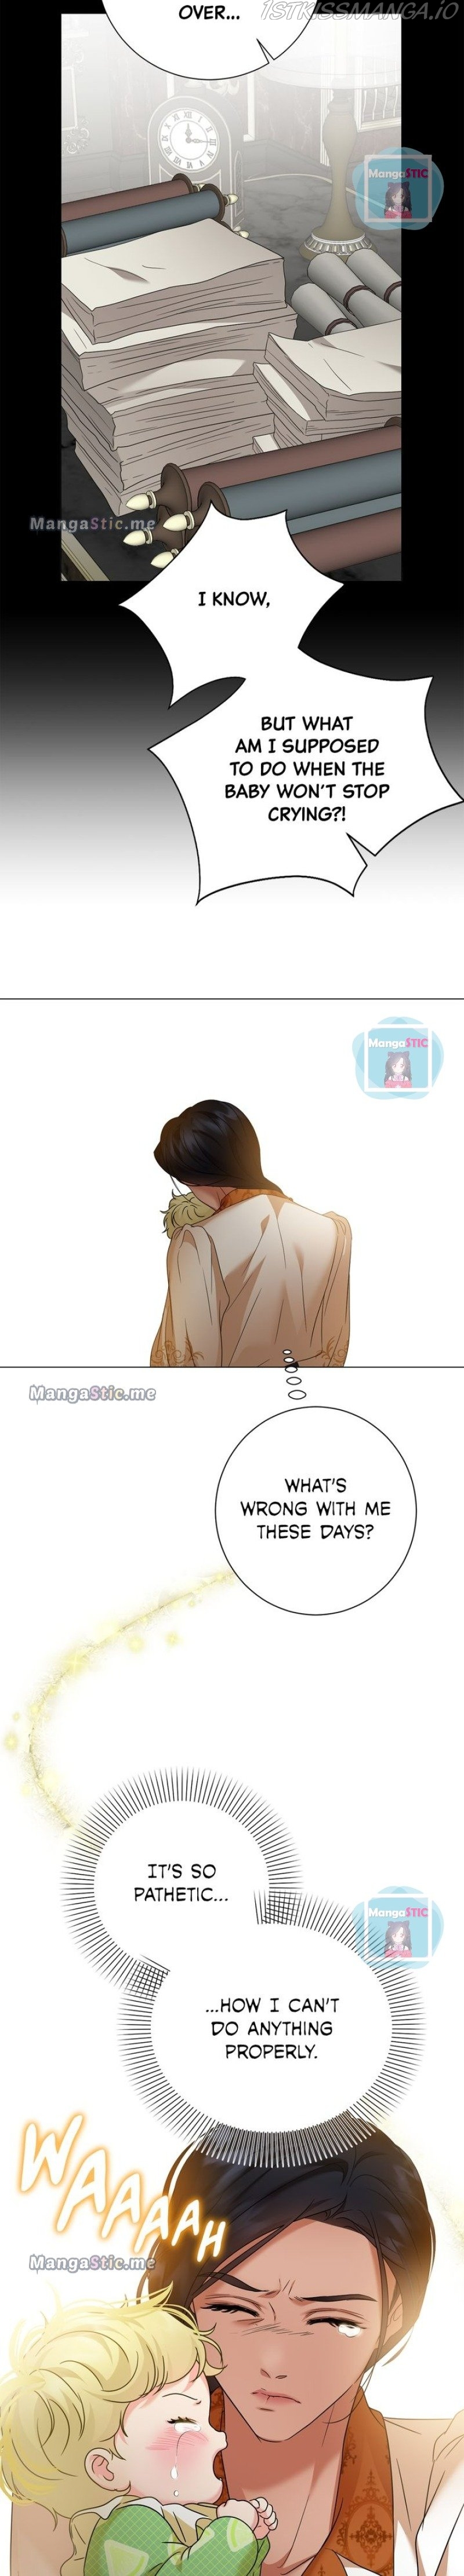 OVER...
1STKISSMANGA.IO
MangaSTIC
MangaStic.me
I KNOW,
BUT WHAT
AM I SUPPOSED
TO DO WHEN THE
BABY WON'T STOP
CRYING?!
MangaSTIC
MangaStic.me
WHAT'S
WRONG WITH ME
THESE DAYS?
IT'S SO
PATHETIC...
MangaSTIC
...HOW I CAN'T
DO ANYTHING
PROPERLY.
WAAAAH
MangaStic.me